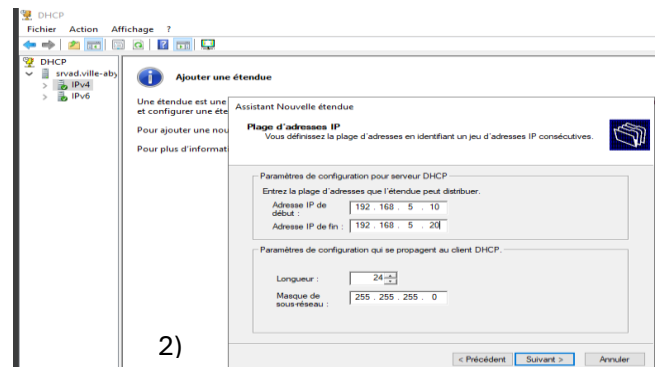 DHCP
Fichier Action Affichage ?
DHCP
srvad.ville-aby
IPv4
IPv6
Ajouter une étendue
Une étendue est une
et configurer une éte
Pour ajouter une nou
Pour plus d'informati
Assistant Nouvelle étendue
Plage d'adresses IP
Vous définissez la plage d'adresses en identifiant un jeu d'adresses IP consécutives.
Paramètres de configuration pour serveur DHCP
Entrez la plage d'adresses que l'étendue peut distribuer.
Adresse IP de
début :
192 . 168 . 5 . 10
Adresse IP de fin :
192 . 168 . 5 . 20
Paramètres de configuration qui se propagent au client DHCP.
Longueur :
24
Masque de
sous-réseau :
255 . 255 . 255 . 0
2)
< Précédent Suivant > Annuler